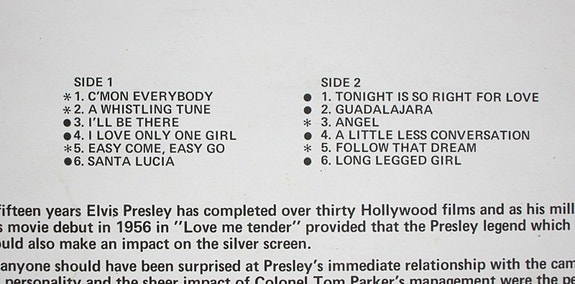 SIDE 1
* 1. C'MON EVERYBODY
* 2. A WHISTLING TUNE
● 3. I'LL BE THERE
● 4. I LOVE ONLY ONE GIRL
* 5. EASY COME, EASY GO
● 6. SANTA LUCIA
SIDE 2
● 1. TONIGHT IS SO RIGHT FOR LOVE
● 2. GUADALAJARA
* 3. ANGEL
● 4. A LITTLE LESS CONVERSATION
* 5. FOLLOW THAT DREAM
● 6. LONG LEGGED GIRL
fifteen years Elvis Presley has completed over thirty Hollywood films and as his mill
s movie debut in 1956 in "Love me tender" provided that the Presley legend which
ould also make an impact on the silver screen.
anyone should have been surprised at Presley's immediate relationship with the cam
personality and the sheer impact of Colonel Tom Parker's management were the pe